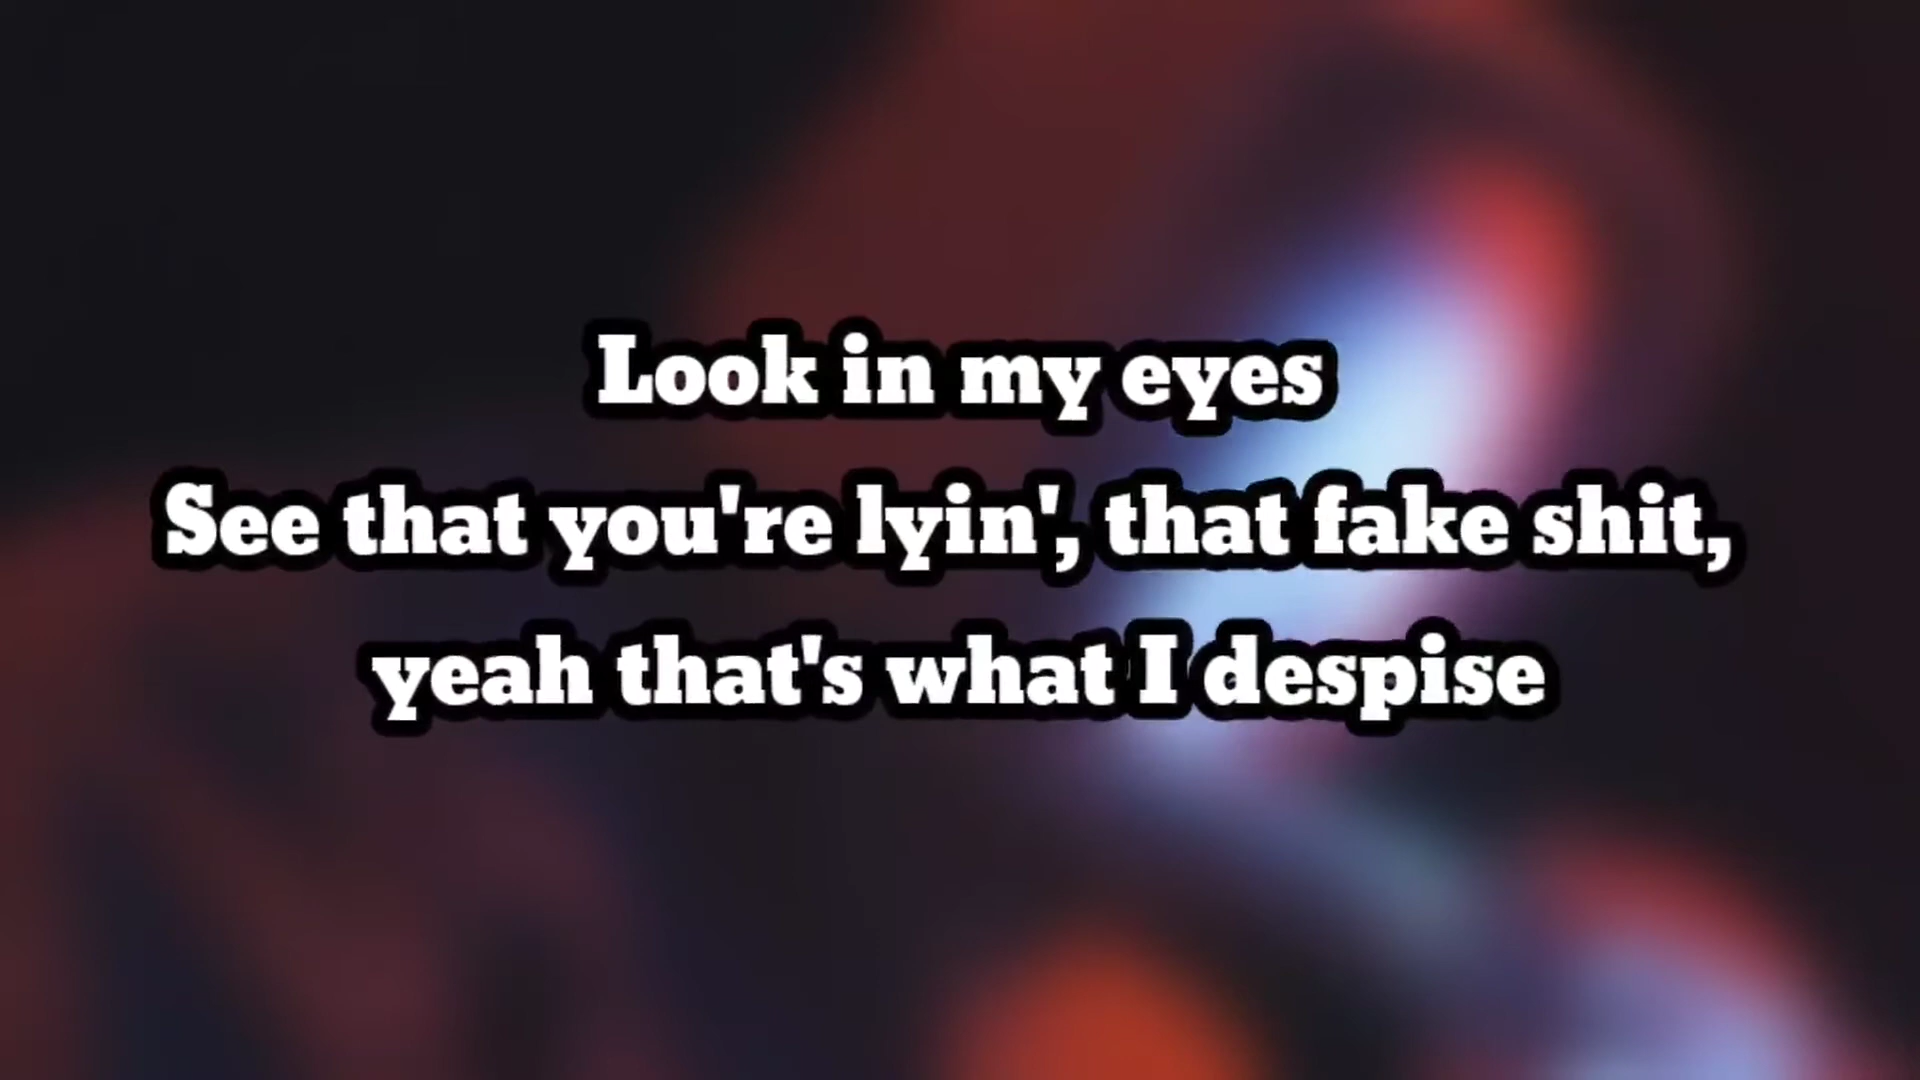 Look in my eyes
See that you're lyin', that fake shit,
yeah that's what I despise